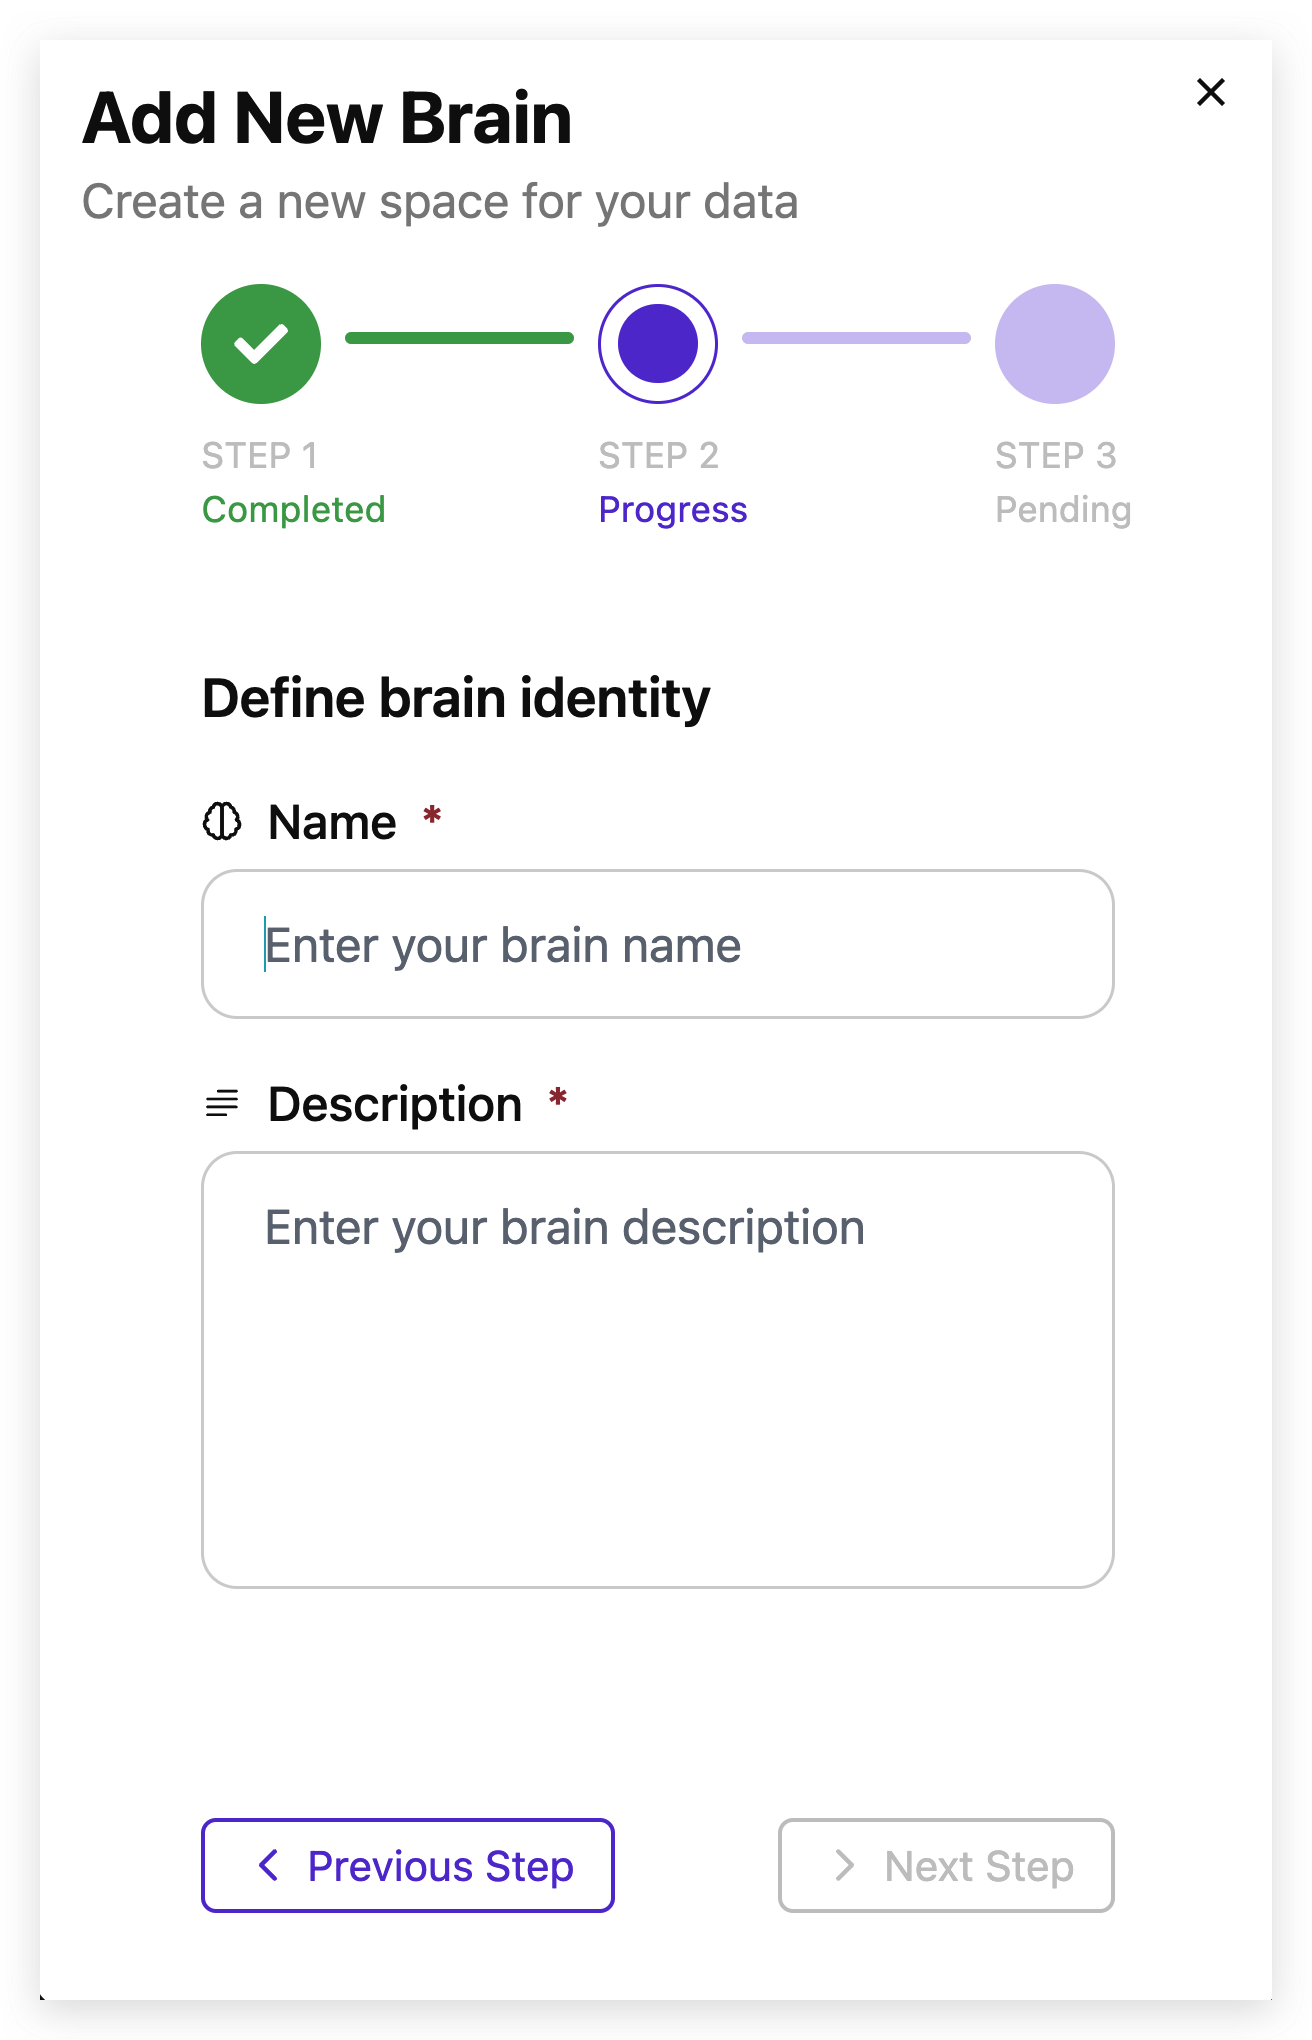 Add New Brain
Create a new space for your data
STEP 1
Completed
STEP 2
Progress
STEP 3
Pending
Define brain identity
Name *
Enter your brain name
Description *
Enter your brain description
Previous Step
Next Step